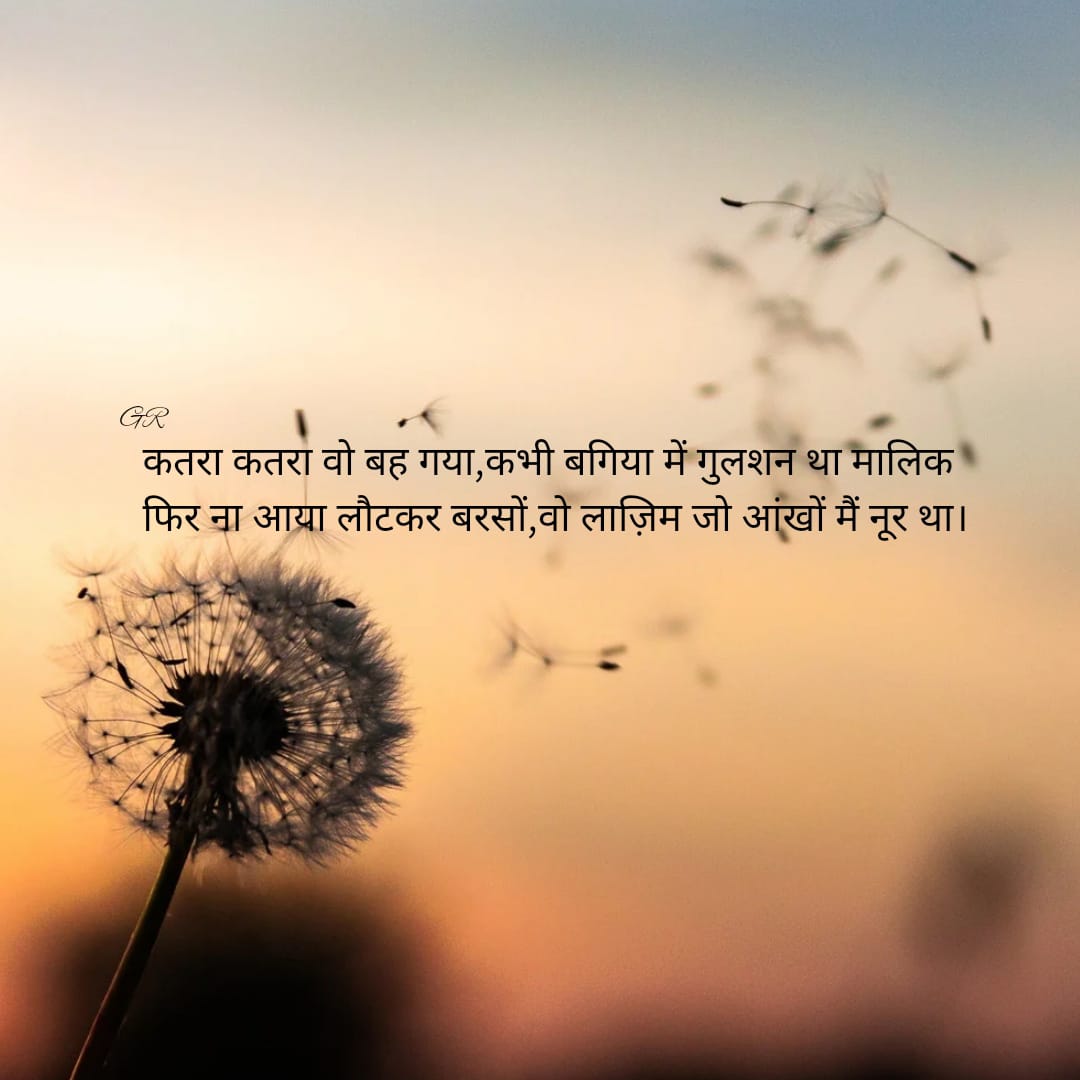 GR
कतरा कतरा वो बह गया,कभी बगिया में गुलशन था मालिक
फिर ना आया लौटकर बरसों,वो लाज़िम जो आंखों मैं नूर था।